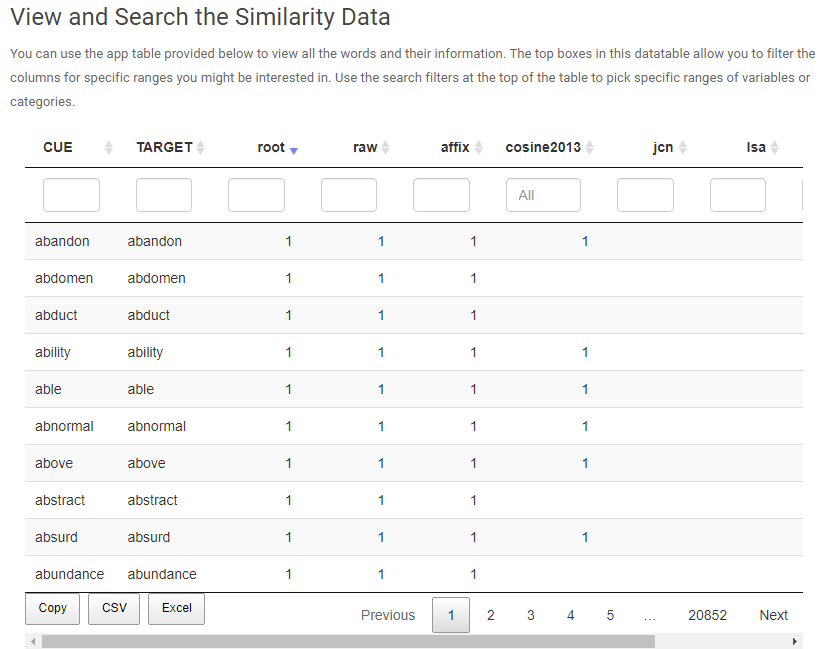 View and Search the Similarity Data
You can use the app table provided below to view all the words and their information. The top boxes in this datatable allow you to filter the
columns for specific ranges you might be interested in. Use the search filters at the top of the table to pick specific ranges of variables or
categories.
CUE TARGET root raw affix cosine2013 jcn lsa
All
abandon abandon 1 1 1 1
abdomen abdomen 1 1 1
abduct abduct 1 1 1
ability ability 1 1 1 1
able able 1 1 1 1
abnormal abnormal 1 1 1 1
above above 1 1 1 1
abstract abstract 1 1 1
absurd absurd 1 1 1 1
abundance abundance 1 1 1
Copy CSV Excel Previous 1 2 3 4 5 … 20852 Next